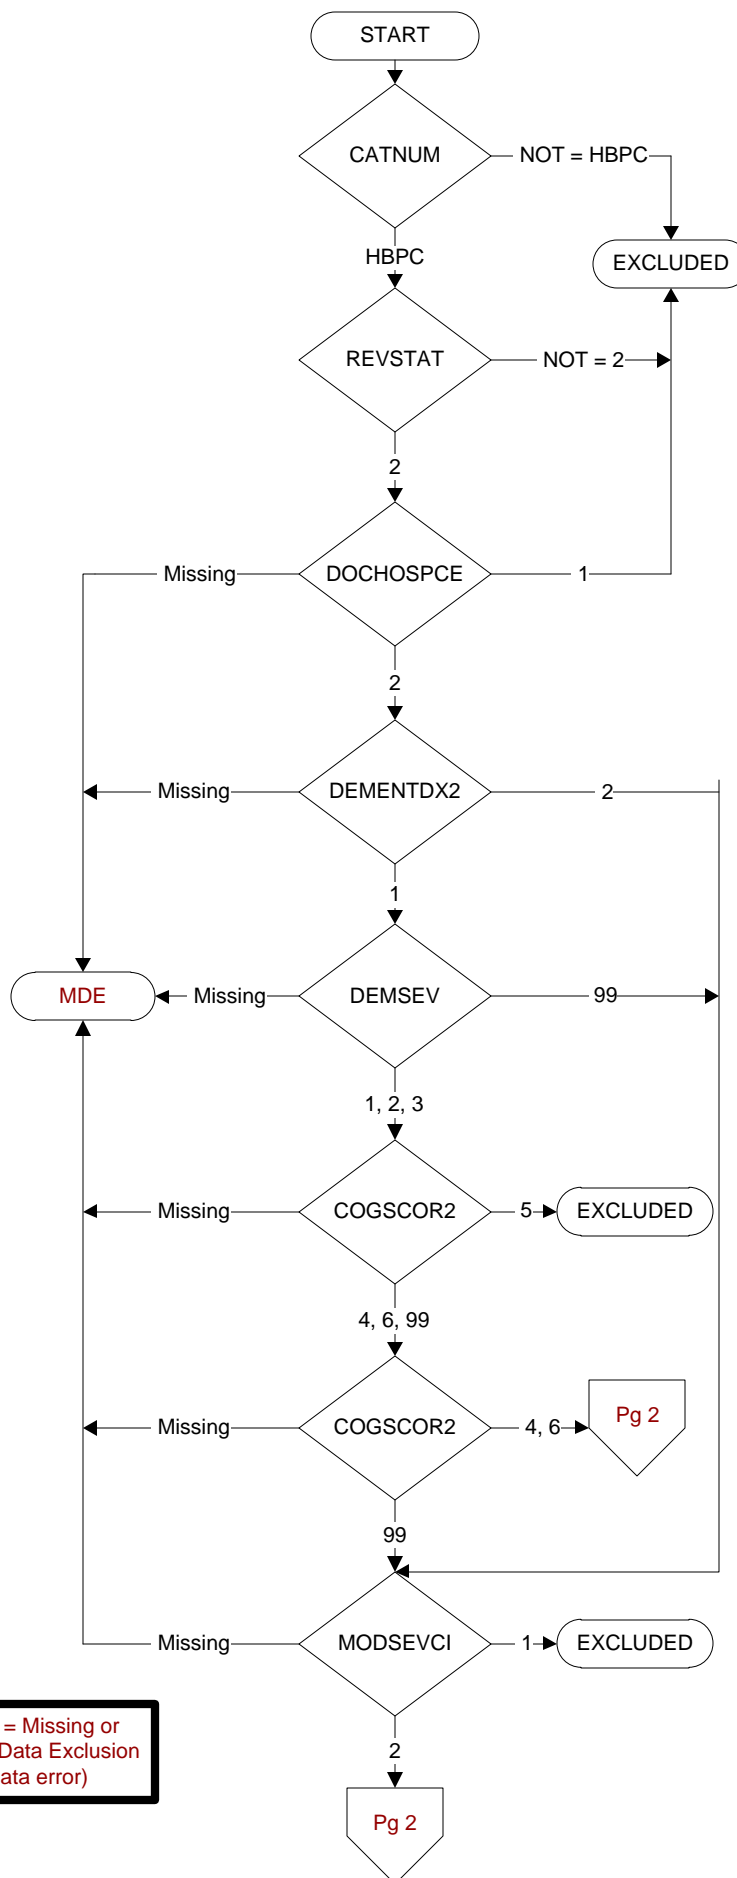 START
CATNUM
NOT = HBPC
EXCLUDED
HBPC
REVSTAT
NOT = 2
2
Missing
DOCHOSPCE
1
2
Missing
DEMENTDX2
2
1
MDE
Missing
DEMSEV
99
1, 2, 3
Missing
COGSCOR2
5
EXCLUDED
4, 6, 99
Missing
COGSCOR2
4, 6
Pg 2
99
Missing
MODSEVCI
1
EXCLUDED
= Missing or
Data Exclusion
ata error)
2
Pg 2